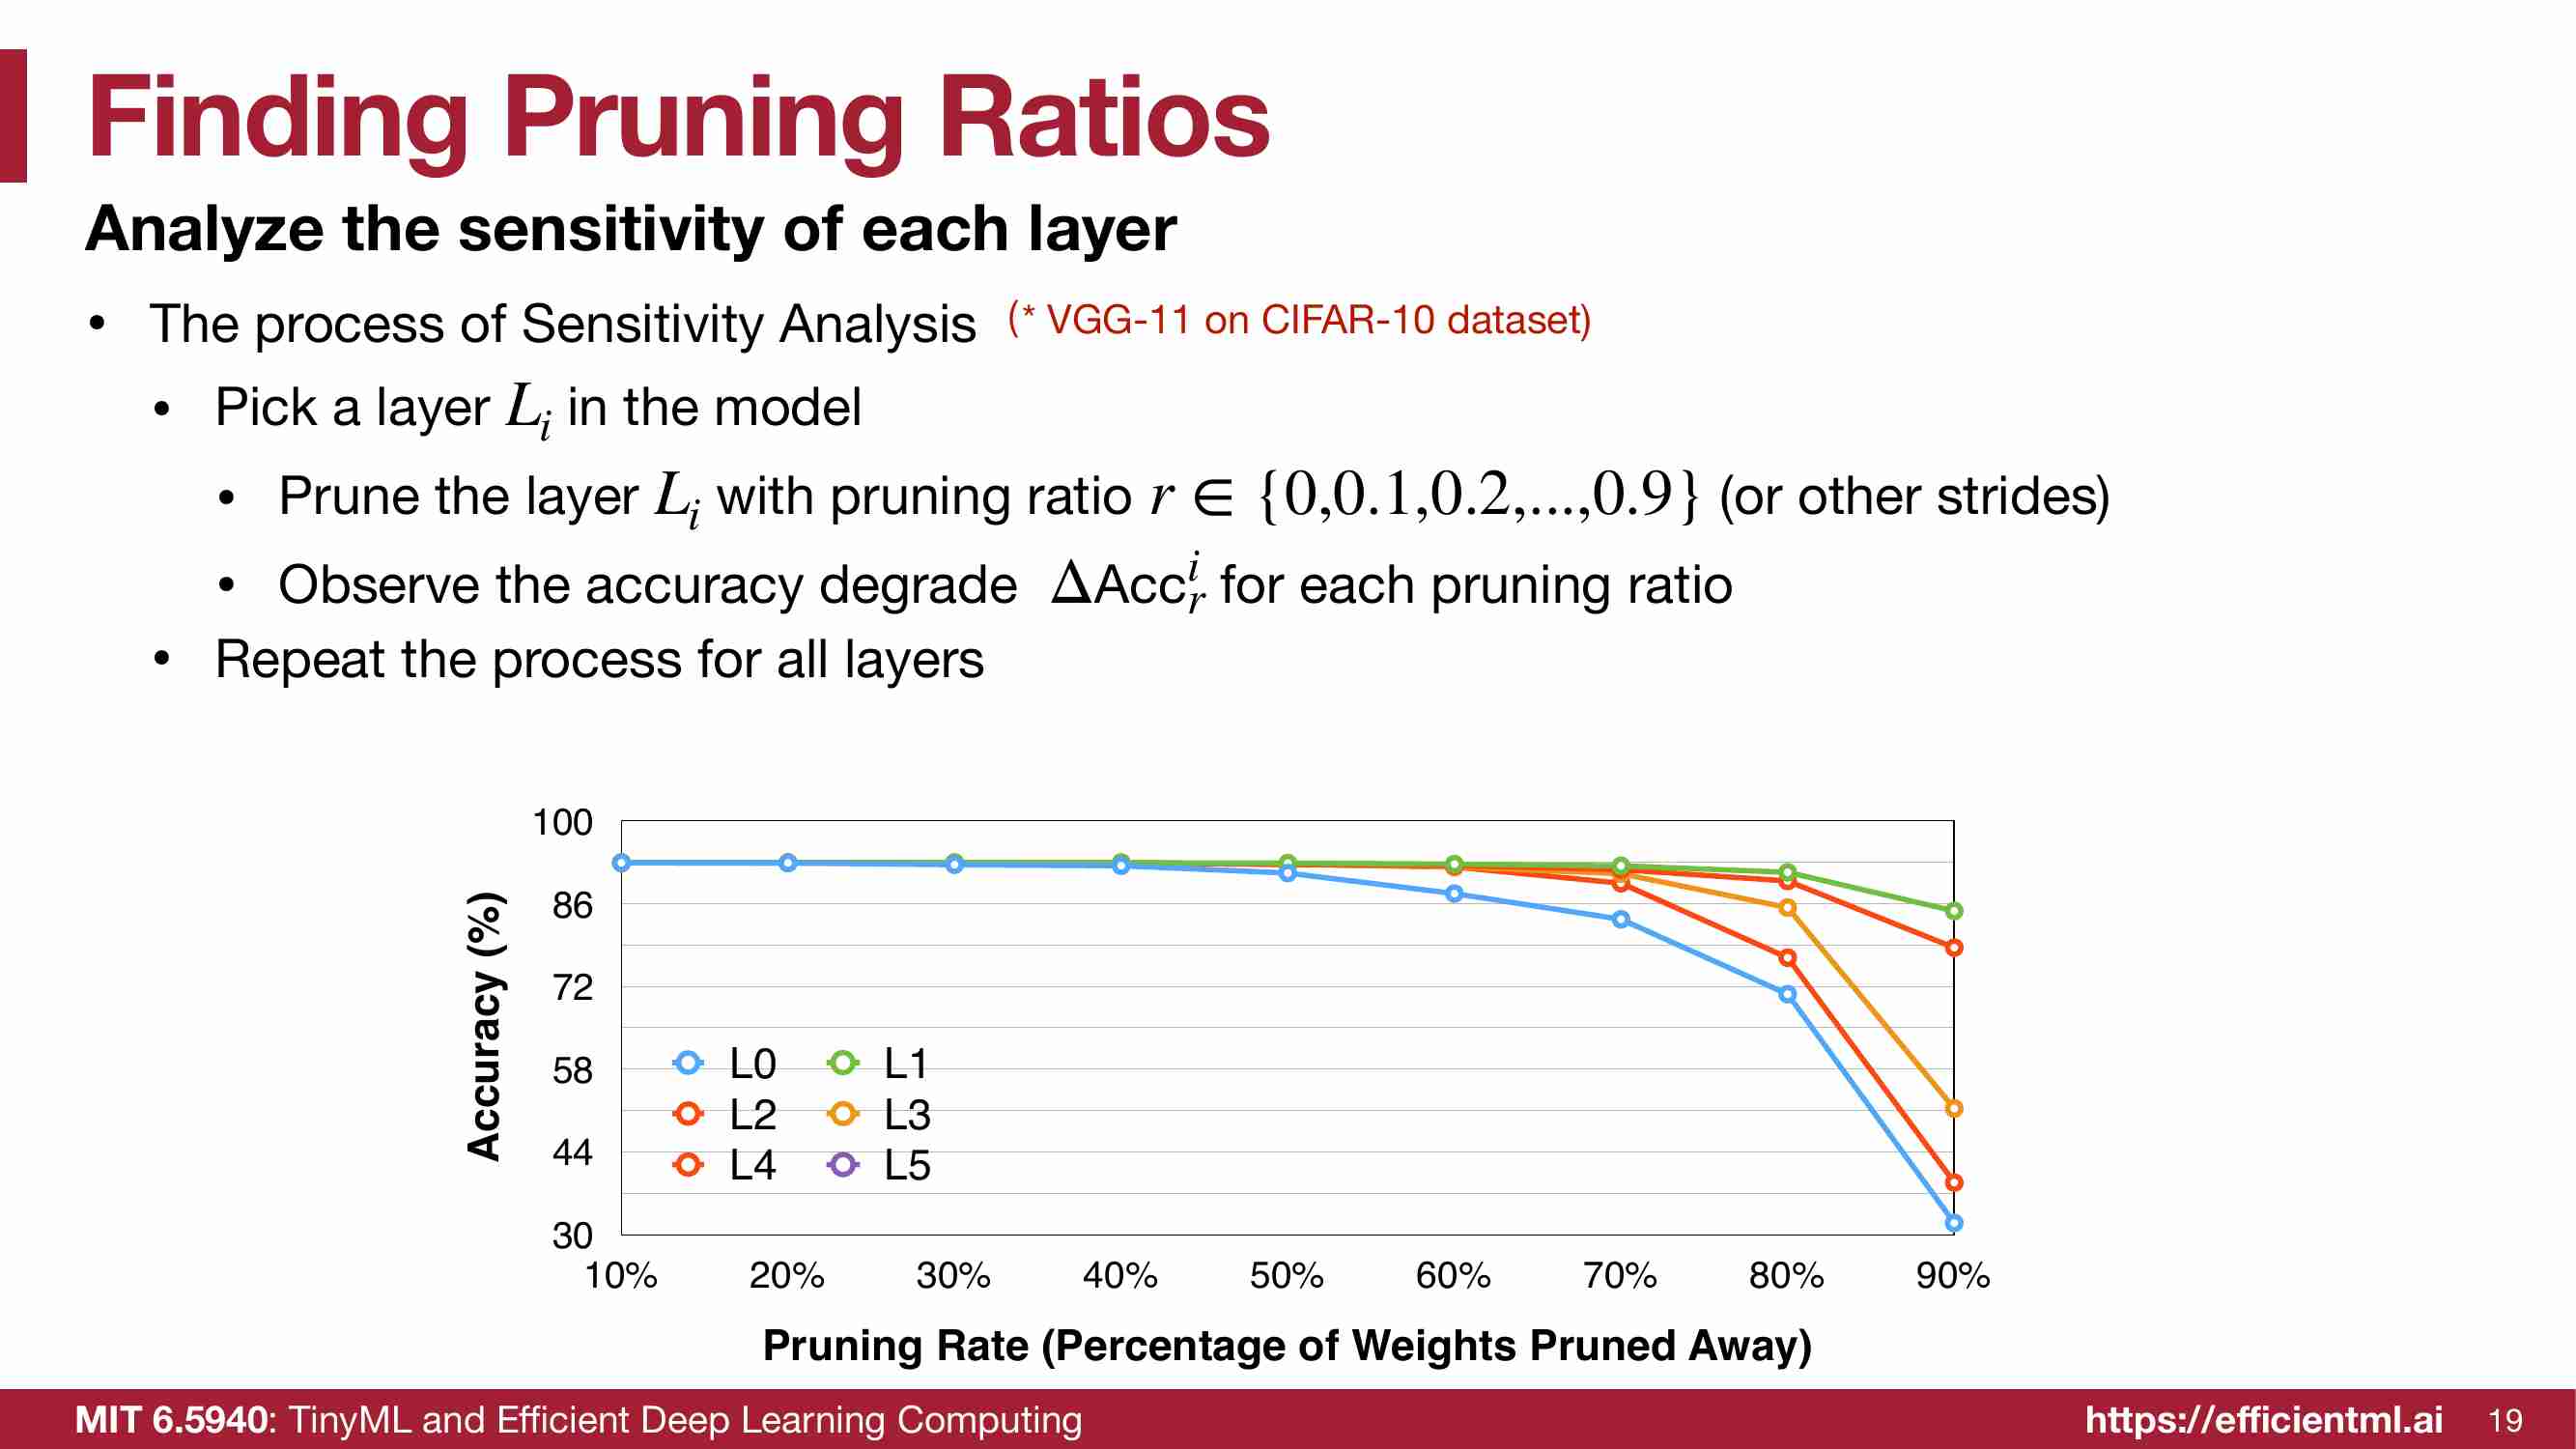 Finding Pruning Ratios
Analyze the sensitivity of each layer
• The process of Sensitivity Analysis (* VGG-11 on CIFAR-10 dataset)
• Pick a layer L_i in the model
• Prune the layer L_i with pruning ratio r ∈ {0,0.1,0.2,...,0.9} (or other strides)
• Observe the accuracy degrade ΔAcc_r^i for each pruning ratio
• Repeat the process for all layers
Accuracy (%)
100
86
72
58
44
30
L0 L1
L2 L3
L4 L5
10% 20% 30% 40% 50% 60% 70% 80% 90%
Pruning Rate (Percentage of Weights Pruned Away)
MIT 6.5940: TinyML and Efficient Deep Learning Computing https://efficientml.ai 19